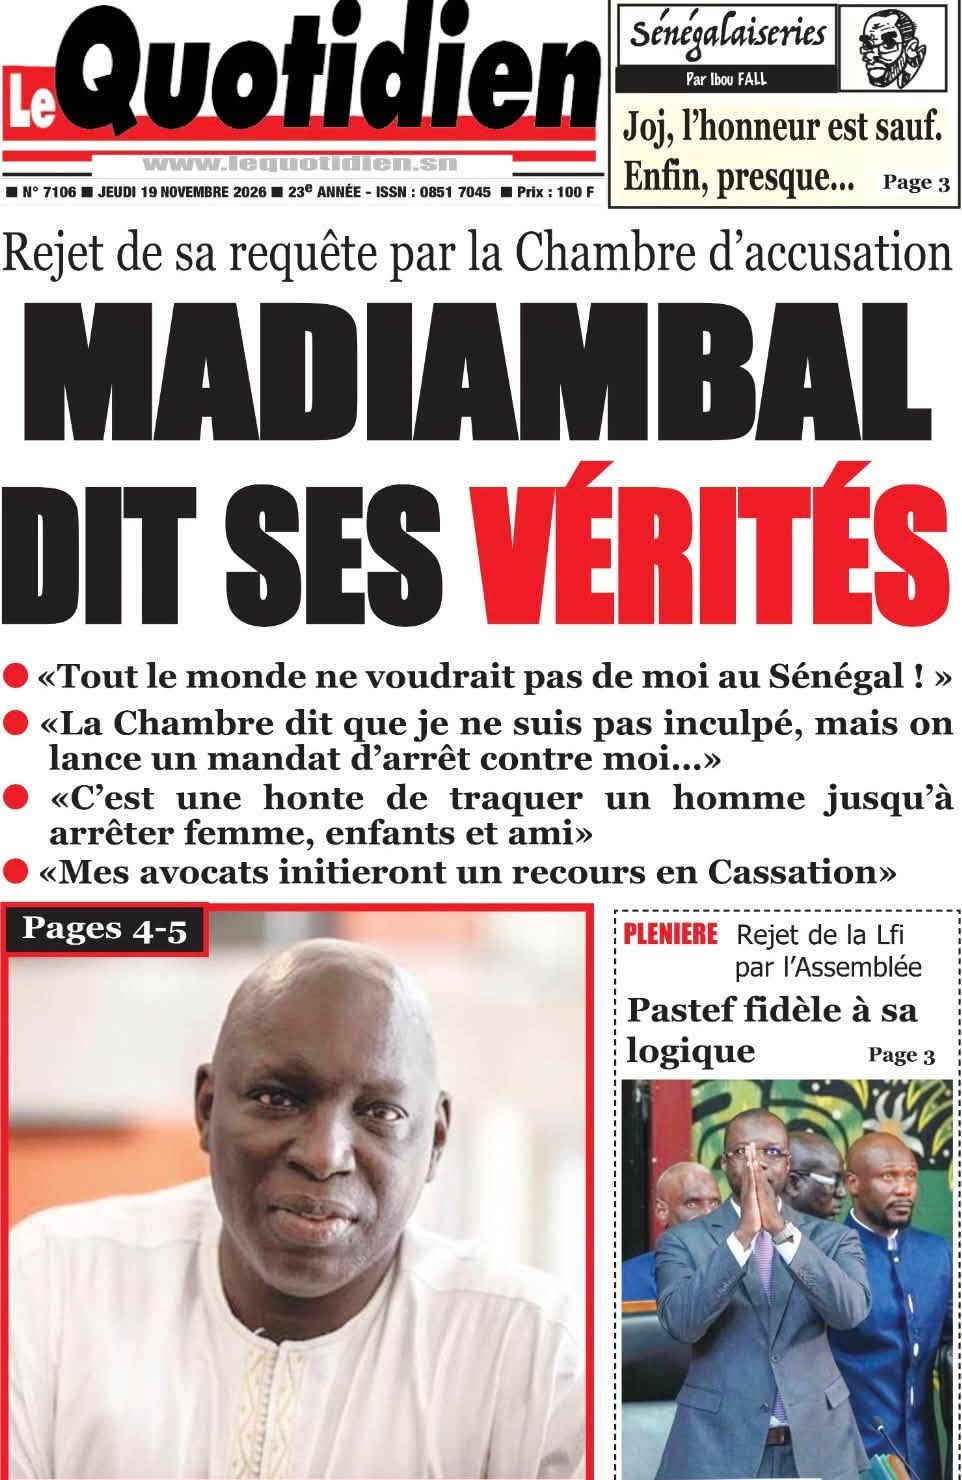 Le Quotidien
www.lequotidien.sn
■ N° 7106 ■ JEUDI 19 NOVEMBRE 2026 ■ 23e ANNÉE - ISSN : 0851 7045 ■ Prix : 100 F
Sénégalaiseries
Par Ibou FALL
Joj, l'honneur est sauf.
Enfin, presque... Page 3
Rejet de sa requête par la Chambre d'accusation
MADIAMBAL
DIT SES VÉRITÉS
● «Tout le monde ne voudrait pas de moi au Sénégal ! »
● «La Chambre dit que je ne suis pas inculpé, mais on
lance un mandat d'arrêt contre moi...»
● «C'est une honte de traquer un homme jusqu'à
arrêter femme, enfants et ami»
● «Mes avocats initieront un recours en Cassation»
Pages 4-5
PLENIERE Rejet de la Lfi
par l'Assemblée
Pastef fidèle à sa
logique Page 3